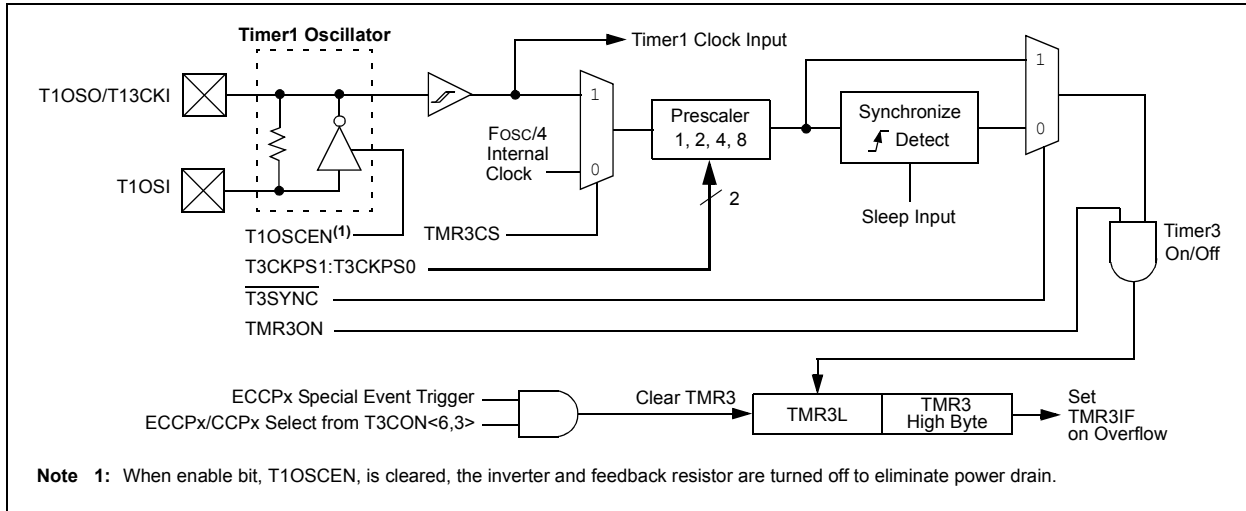 Timer1 Oscillator
Timer1 Clock Input
T1OSO/T13CKI
1
FOSC/4
Internal
Clock
0
Prescaler
1, 2, 4, 8
Synchronize
Detect
1
0
T1OSI
2
Sleep Input
T1OSCEN(1)
TMR3CS
Timer3
On/Off
T3CKPS1:T3CKPS0
T3SYNC
TMR3ON
ECCPx Special Event Trigger
ECCPx/CCPx Select from T3CON<6,3>
Clear TMR3
TMR3L
TMR3
High Byte
Set
TMR3IF
on Overflow
Note 1: When enable bit, T1OSCEN, is cleared, the inverter and feedback resistor are turned off to eliminate power drain.